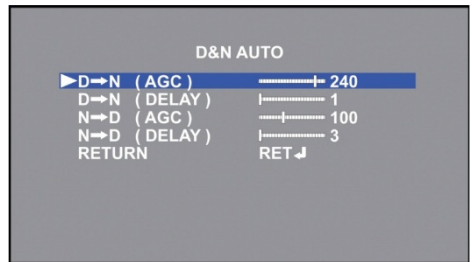 D&N AUTO
▶D➡N (AGC) 240
D➡N (DELAY) 1
N➡D (AGC) 100
N➡D (DELAY) 3
RETURN RET↲